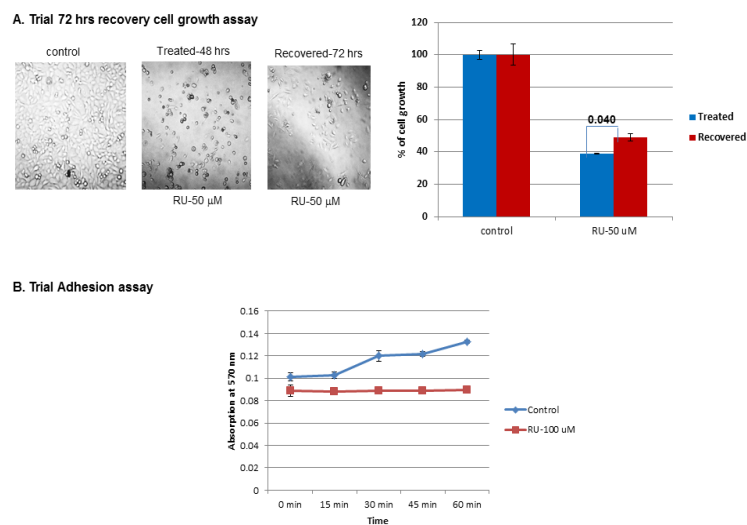 A. Trial 72 hrs recovery cell growth assay
control
Treated-48 hrs
Recovered-72 hrs
RU-50 µM
RU-50 µM
% of cell growth
120
100
80
60
40
20
0
0.040
control
RU-50 uM
Treated
Recovered
B. Trial Adhesion assay
Absorption at 570 nm
0.16
0.14
0.12
0.1
0.08
0.06
0.04
0.02
0
0 min
15 min
30 min
45 min
60 min
Time
Control
RU-100 uM